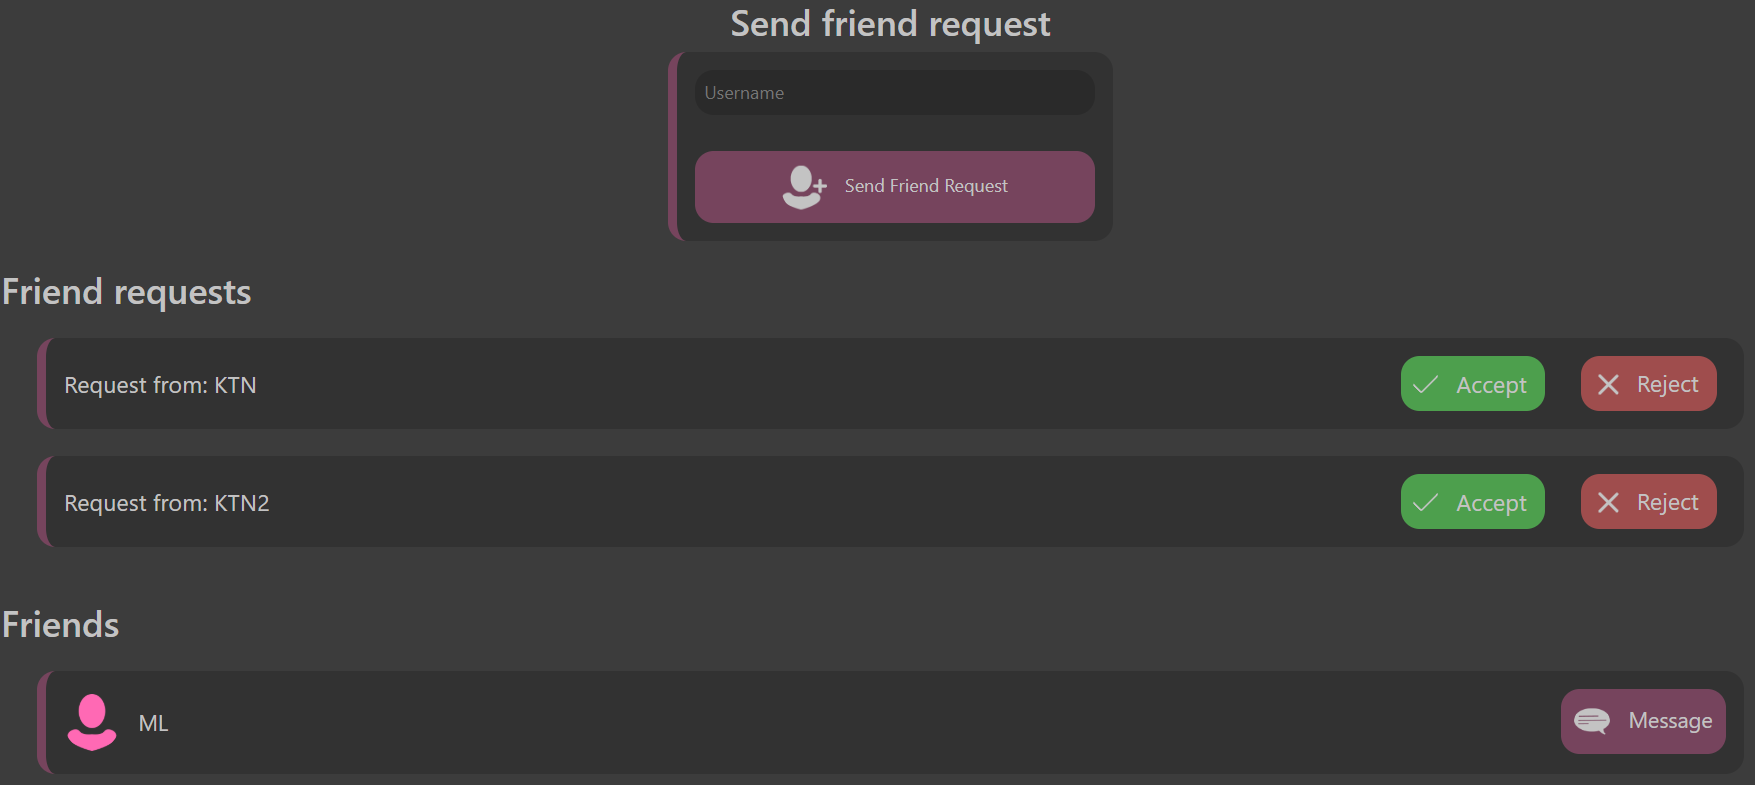 Send friend request
Username
Send Friend Request
Friend requests
Request from: KTN
Accept
Reject
Request from: KTN2
Accept
Reject
Friends
ML
Message